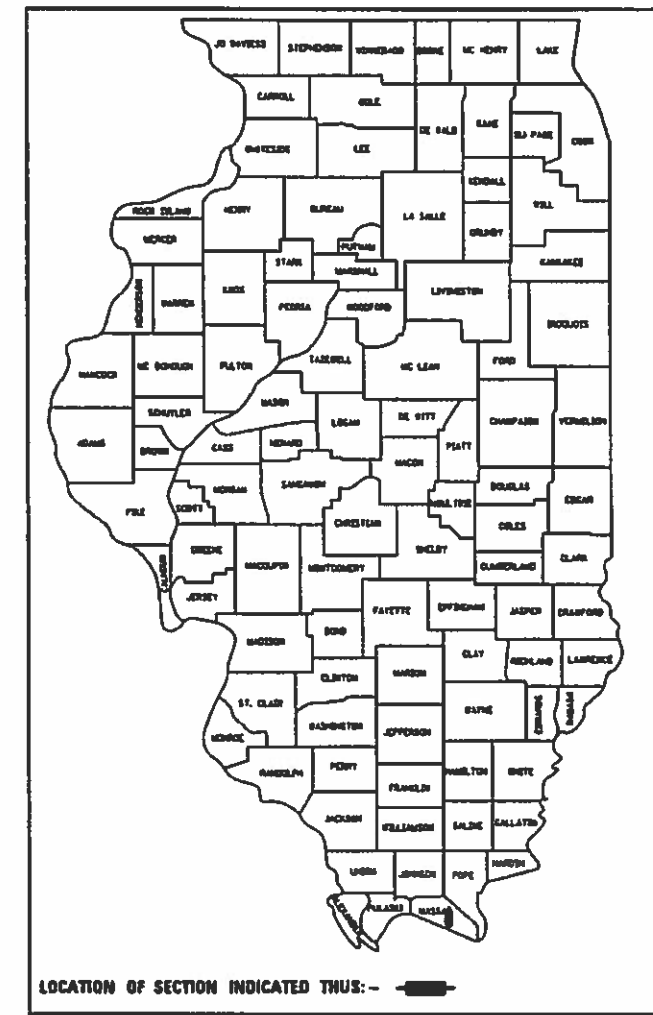 JO DAVIESS STEPHENSON WINNEBAGO BOONE MC HENRY LAKE
CARROLL OGLE DE KALB KANE DU PAGE COOK
WHITESIDE LEE KENDALL WILL
ROCK ISLAND HENRY BUREAU LA SALLE GRUNDY
MERCER PUTNAM KANKAKEE
STARK MARSHALL LIVINGSTON
HENDERSON WARREN KNOX PEORIA WOODFORD IROQUOIS
HANCOCK MC DONOUGH FULTON TAZEWELL MC LEAN FORD
SCHUYLER MASON LOGAN DE WITT CHAMPAIGN VERMILION
ADAMS BROWN CASS MENARD MACON PIATT
PIKE SCOTT MORGAN SANGAMON CHRISTIAN MOULTRIE DOUGLAS EDGAR
COLES
CALHOUN GREENE MACOUPIN MONTGOMERY SHELBY CUMBERLAND CLARK
JERSEY FAYETTE EFFINGHAM JASPER CRAWFORD
MADISON BOND CLAY RICHLAND LAWRENCE
CLINTON MARION
ST. CLAIR WAYNE EDWARDS WABASH
MONROE WASHINGTON JEFFERSON
RANDOLPH PERRY FRANKLIN HAMILTON WHITE
JACKSON WILLIAMSON SALINE GALLATIN
UNION JOHNSON POPE HARDIN
ALEXANDER PULASKI MASSAC
LOCATION OF SECTION INDICATED THUS:-